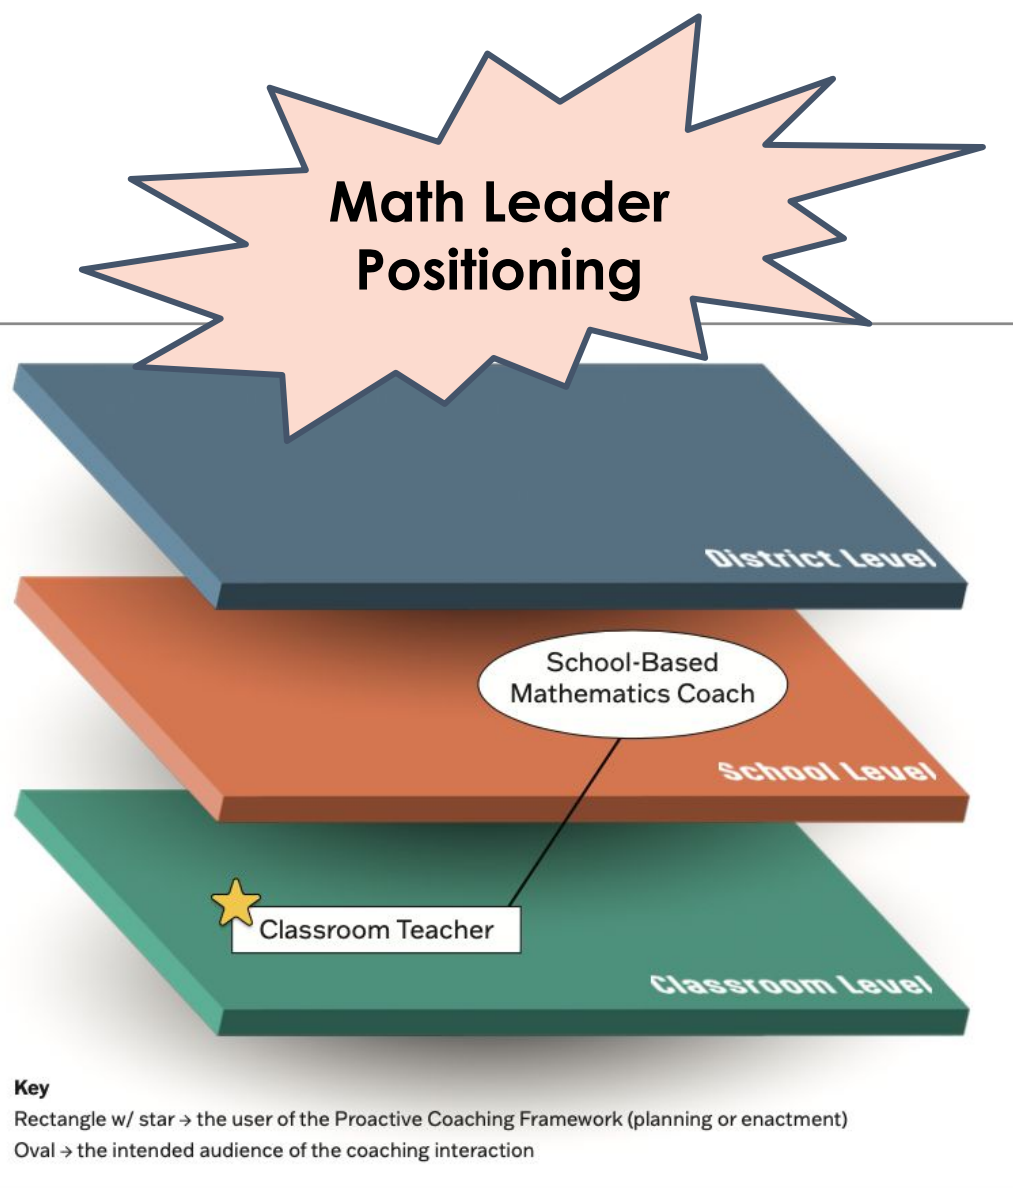 Math Leader
Positioning
District Level
School-Based
Mathematics Coach
School Level
Classroom Teacher
Classroom Level
Key
Rectangle w/ star → the user of the Proactive Coaching Framework (planning or enactment)
Oval → the intended audience of the coaching interaction